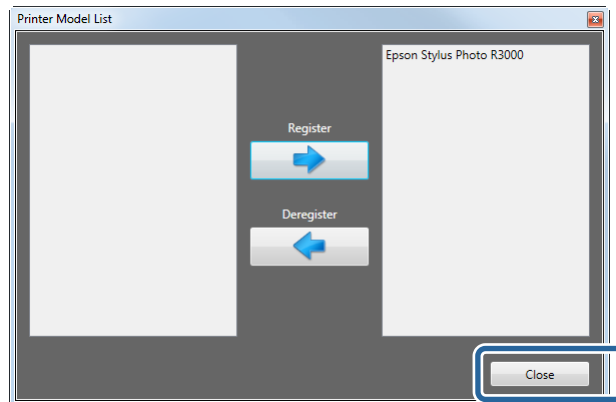 Printer Model List
Epson Stylus Photo R3000
Register
Deregister
Close